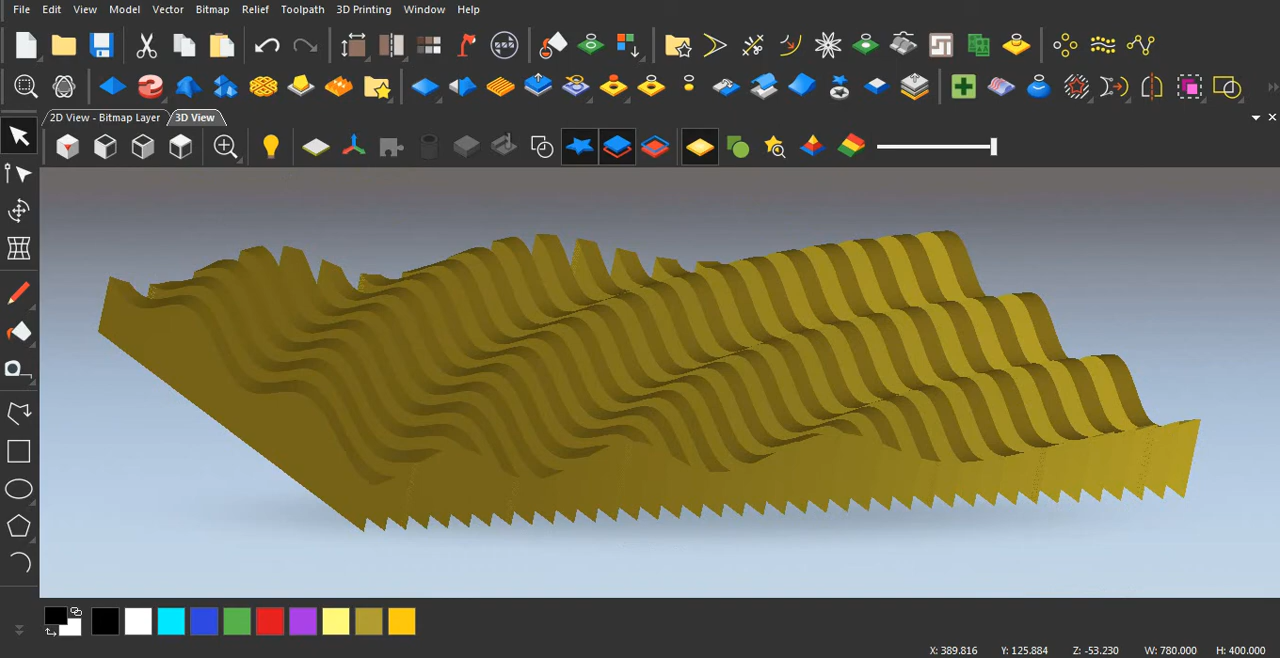 File Edit View Model Vector Bitmap Relief Toolpath 3D Printing Window Help
2D View - Bitmap Layer 3D View
X: 389.816 Y: 125.884 Z: -53.230 W: 780.000 H: 400.000